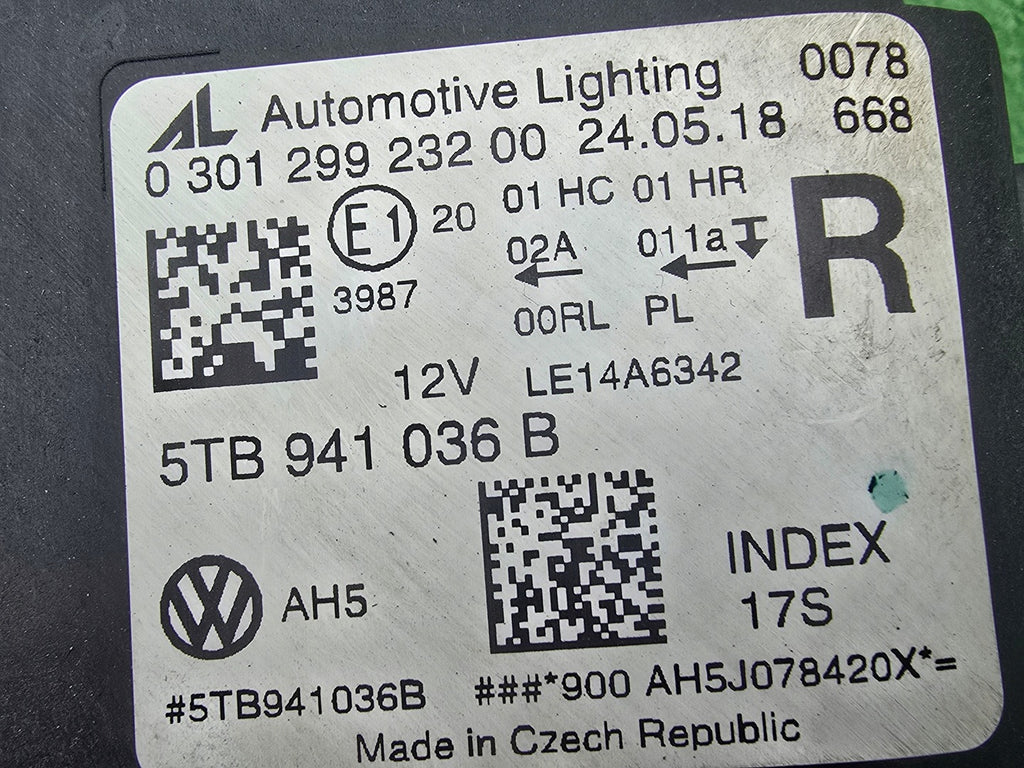 AL Automotive Lighting 0078
0 301 299 232 00 24.05.18 668
E1 20 01 HC 01 HR R
02A 011a
3987 00RL PL
12V LE14A6342
5TB 941 036 B
INDEX
AH5 17S
#5TB941036B ###*900 AH5J078420X*=
Made in Czech Republic